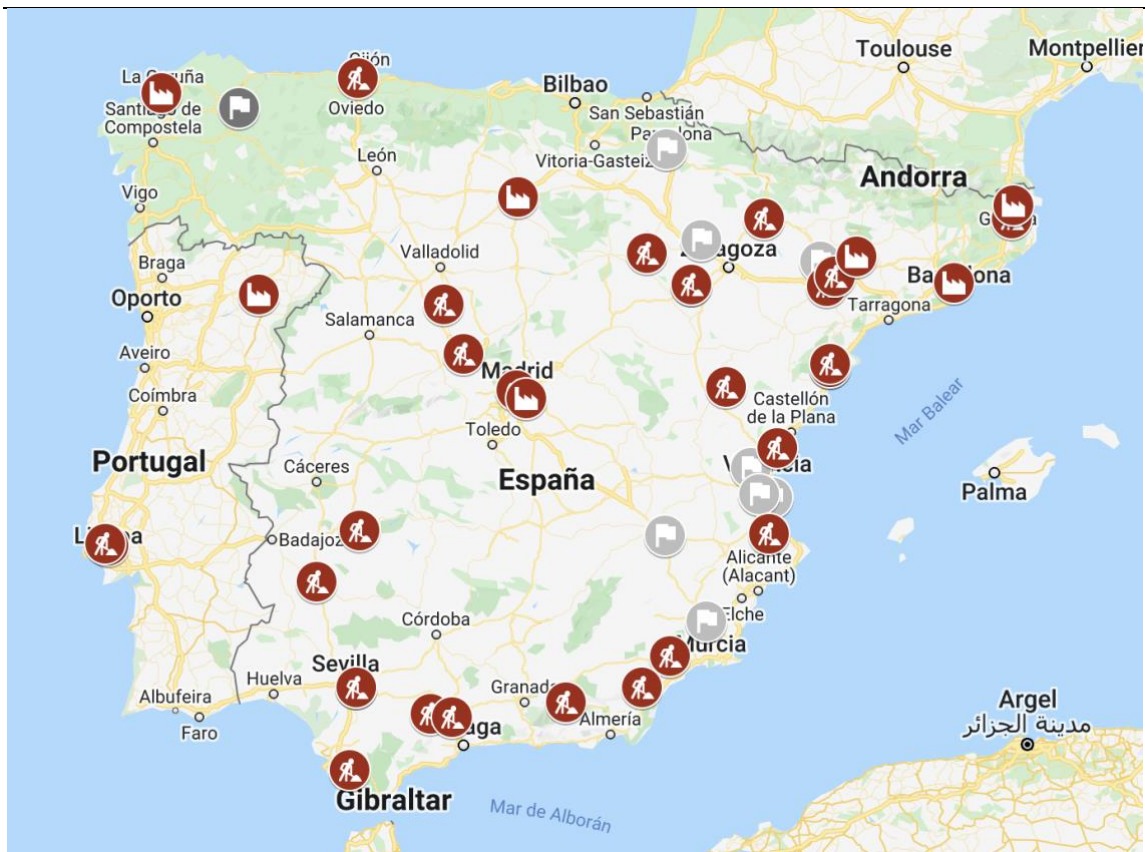 Toulouse
Montpellier
La Coruña
Oviedo
Bilbao
San Sebastián
Santiago de
Compostela
León
Vitoria-Gasteiz
Andorra
Vigo
Valladolid
Braga
Oporto
Salamanca
Tarragona
Aveiro
Madrid
Coímbra
Castellón
de la Plana
Mar Balear
Toledo
Portugal
Cáceres
España
Palma
Badajoz
Alicante
(Alacant)
Elche
Córdoba
Murcia
Sevilla
Huelva
Granada
Albufeira
Almería
Faro
Argel
مدينة الجزائر
Gibraltar
Mar de Alborán